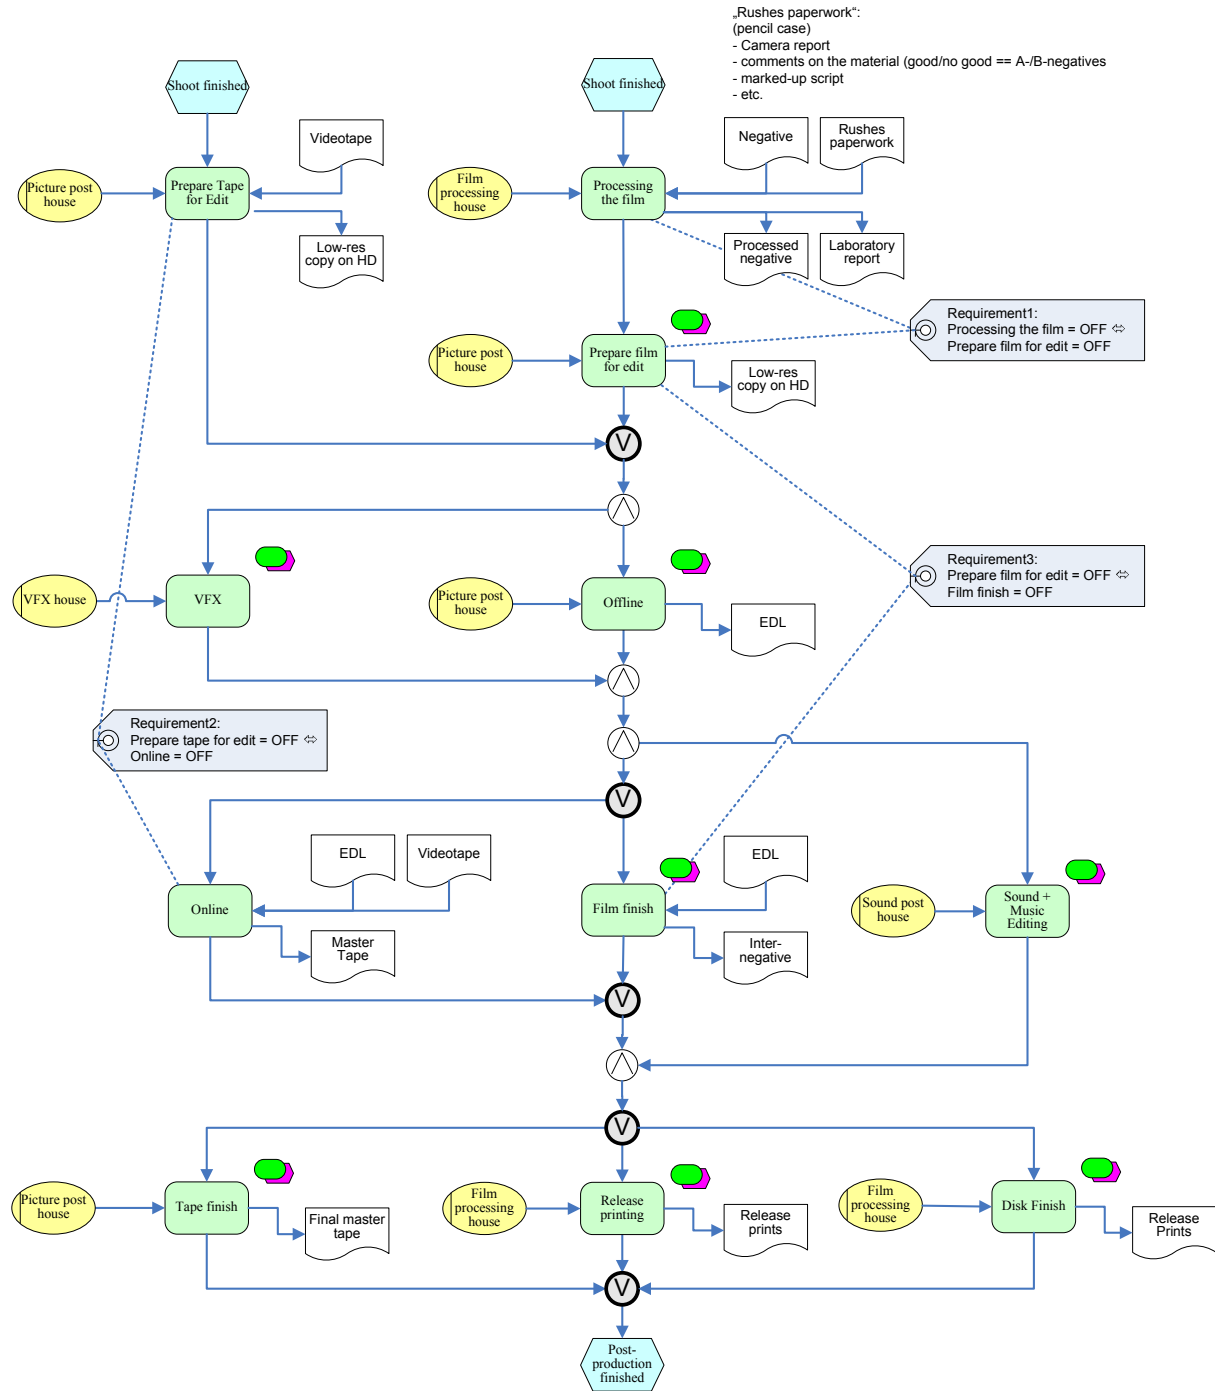 „Rushes paperwork“:
(pencil case)
- Camera report
- comments on the material (good/no good == A-/B-negatives
- marked-up script
- etc.
Shoot finished
Shoot finished
Videotape
Negative
Rushes
paperwork
Picture post
house
Prepare Tape
for Edit
Film
processing
house
Processing
the film
Low-res
copy on HD
Processed
negative
Laboratory
report
Requirement1:
Processing the film = OFF ⇔
Prepare film for edit = OFF
Picture post
house
Prepare film
for edit
Low-res
copy on HD
V
Requirement3:
Prepare film for edit = OFF ⇔
Film finish = OFF
VFX house
VFX
Picture post
house
Offline
EDL
Requirement2:
Prepare tape for edit = OFF ⇔
Online = OFF
V
EDL
Videotape
EDL
Online
Film finish
Sound post
house
Sound +
Music
Editing
Master
Tape
Inter-
negative
V
V
Picture post
house
Tape finish
Final master
tape
Film
processing
house
Release
printing
Release
prints
Film
processing
house
Disk Finish
Release
Prints
V
Post-
production
finished